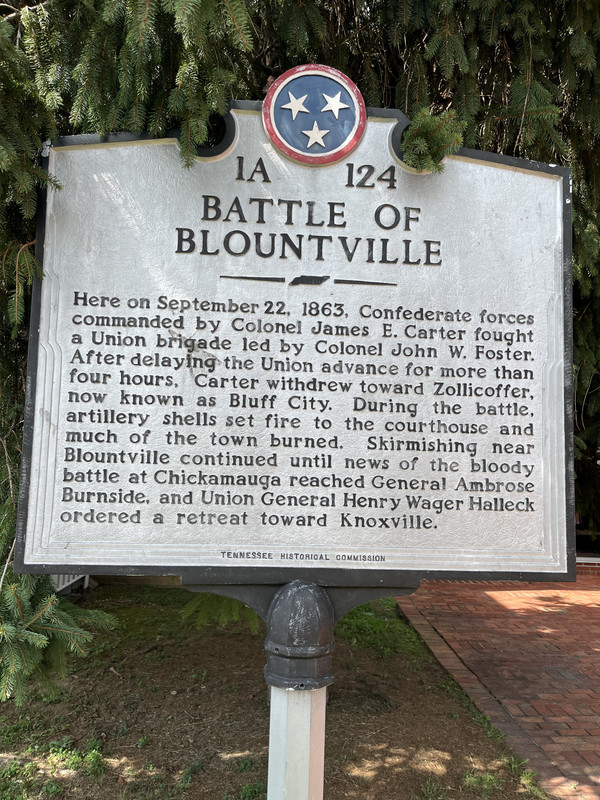 1A 124
BATTLE OF
BLOUNTVILLE
Here on September 22, 1863, Confederate forces
commanded by Colonel James E. Carter fought
a Union brigade led by Colonel John W. Foster.
After delaying the Union advance for more than
four hours, Carter withdrew toward Zollicoffer,
now known as Bluff City. During the battle,
artillery shells set fire to the courthouse and
much of the town burned. Skirmishing near
Blountville continued until news of the bloody
battle at Chickamauga reached General Ambrose
Burnside, and Union General Henry Wager Halleck
ordered a retreat toward Knoxville.
TENNESSEE HISTORICAL COMMISSION